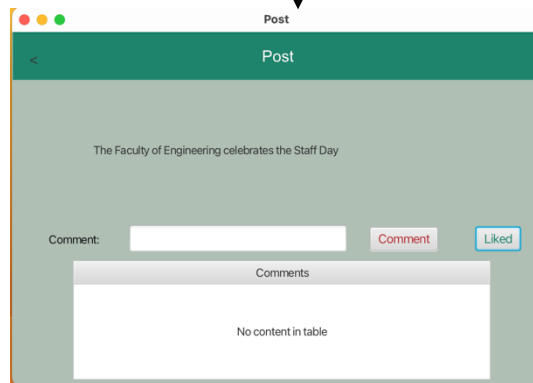 Post
< Post
The Faculty of Engineering celebrates the Staff Day
Comment: Comment Liked
Comments
No content in table